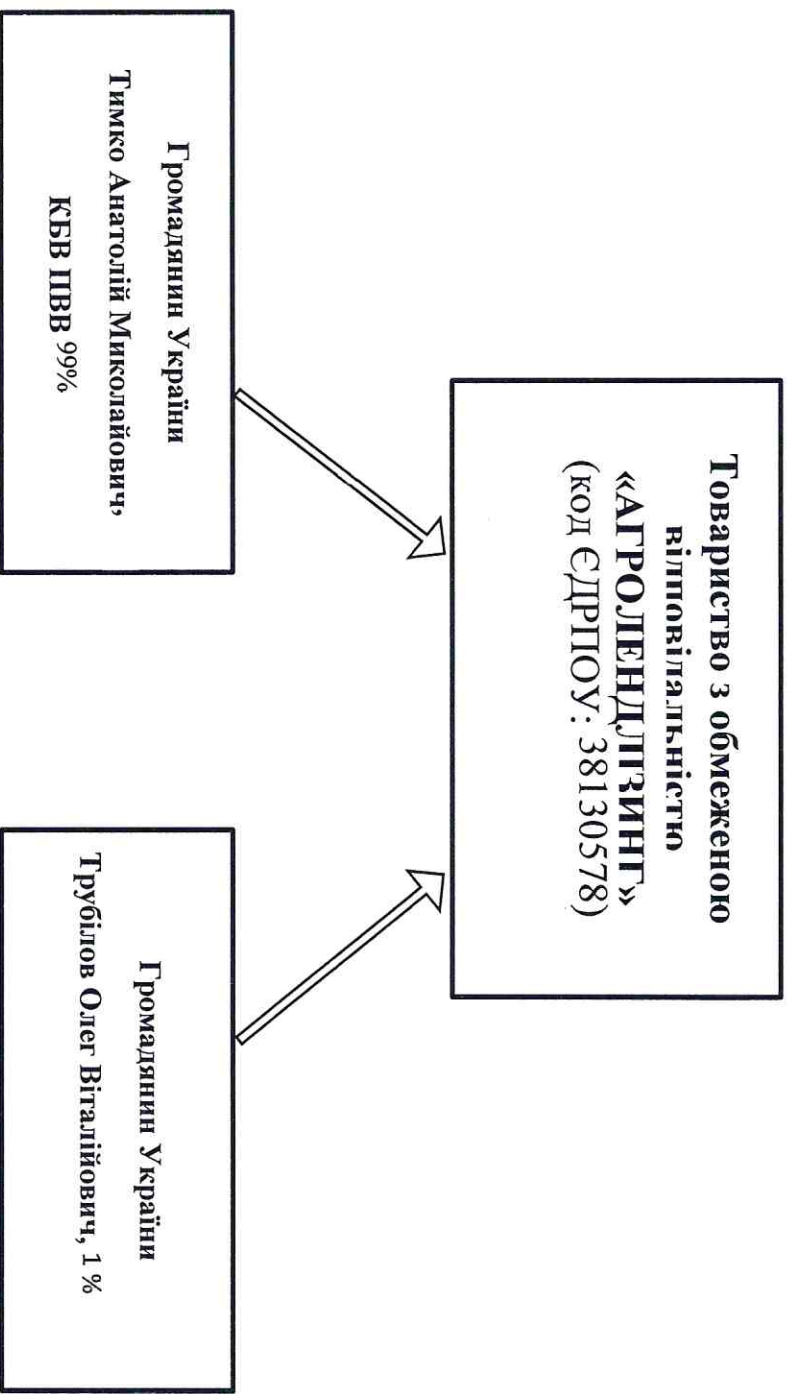 Товариство з обмеженою
відповідальністю
«АГРОЛЕНДЛІЗИНГ»
(код ЄДРПОУ: 38130578)
Громадянин України
Тимко Анатолій Миколайович,
КБВ ПВВ 99%
Громадянин України
Трубілов Олег Віталійович, 1 %